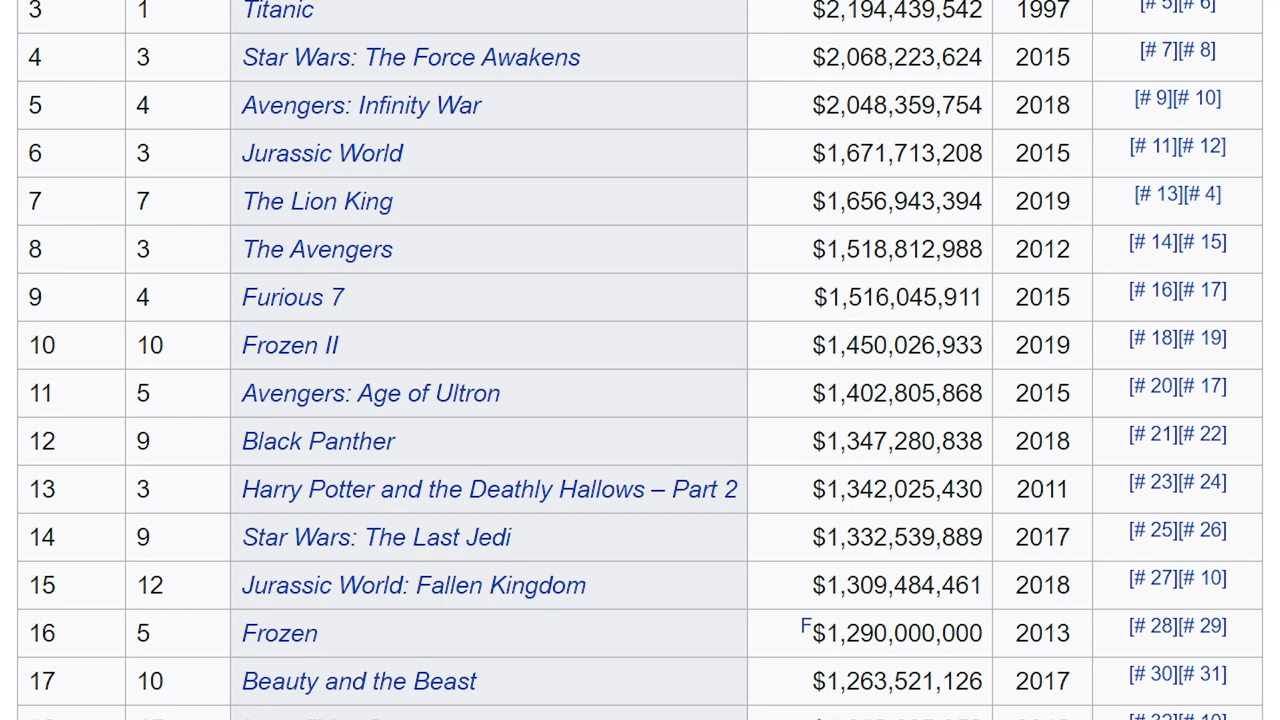 3 1 Titanic $2,194,439,542 1997 [# 5][# 6]
4 3 Star Wars: The Force Awakens $2,068,223,624 2015 [# 7][# 8]
5 4 Avengers: Infinity War $2,048,359,754 2018 [# 9][# 10]
6 3 Jurassic World $1,671,713,208 2015 [# 11][# 12]
7 7 The Lion King $1,656,943,394 2019 [# 13][# 4]
8 3 The Avengers $1,518,812,988 2012 [# 14][# 15]
9 4 Furious 7 $1,516,045,911 2015 [# 16][# 17]
10 10 Frozen II $1,450,026,933 2019 [# 18][# 19]
11 5 Avengers: Age of Ultron $1,402,805,868 2015 [# 20][# 17]
12 9 Black Panther $1,347,280,838 2018 [# 21][# 22]
13 3 Harry Potter and the Deathly Hallows – Part 2 $1,342,025,430 2011 [# 23][# 24]
14 9 Star Wars: The Last Jedi $1,332,539,889 2017 [# 25][# 26]
15 12 Jurassic World: Fallen Kingdom $1,309,484,461 2018 [# 27][# 10]
16 5 Frozen F$1,290,000,000 2013 [# 28][# 29]
17 10 Beauty and the Beast $1,263,521,126 2017 [# 30][# 31]